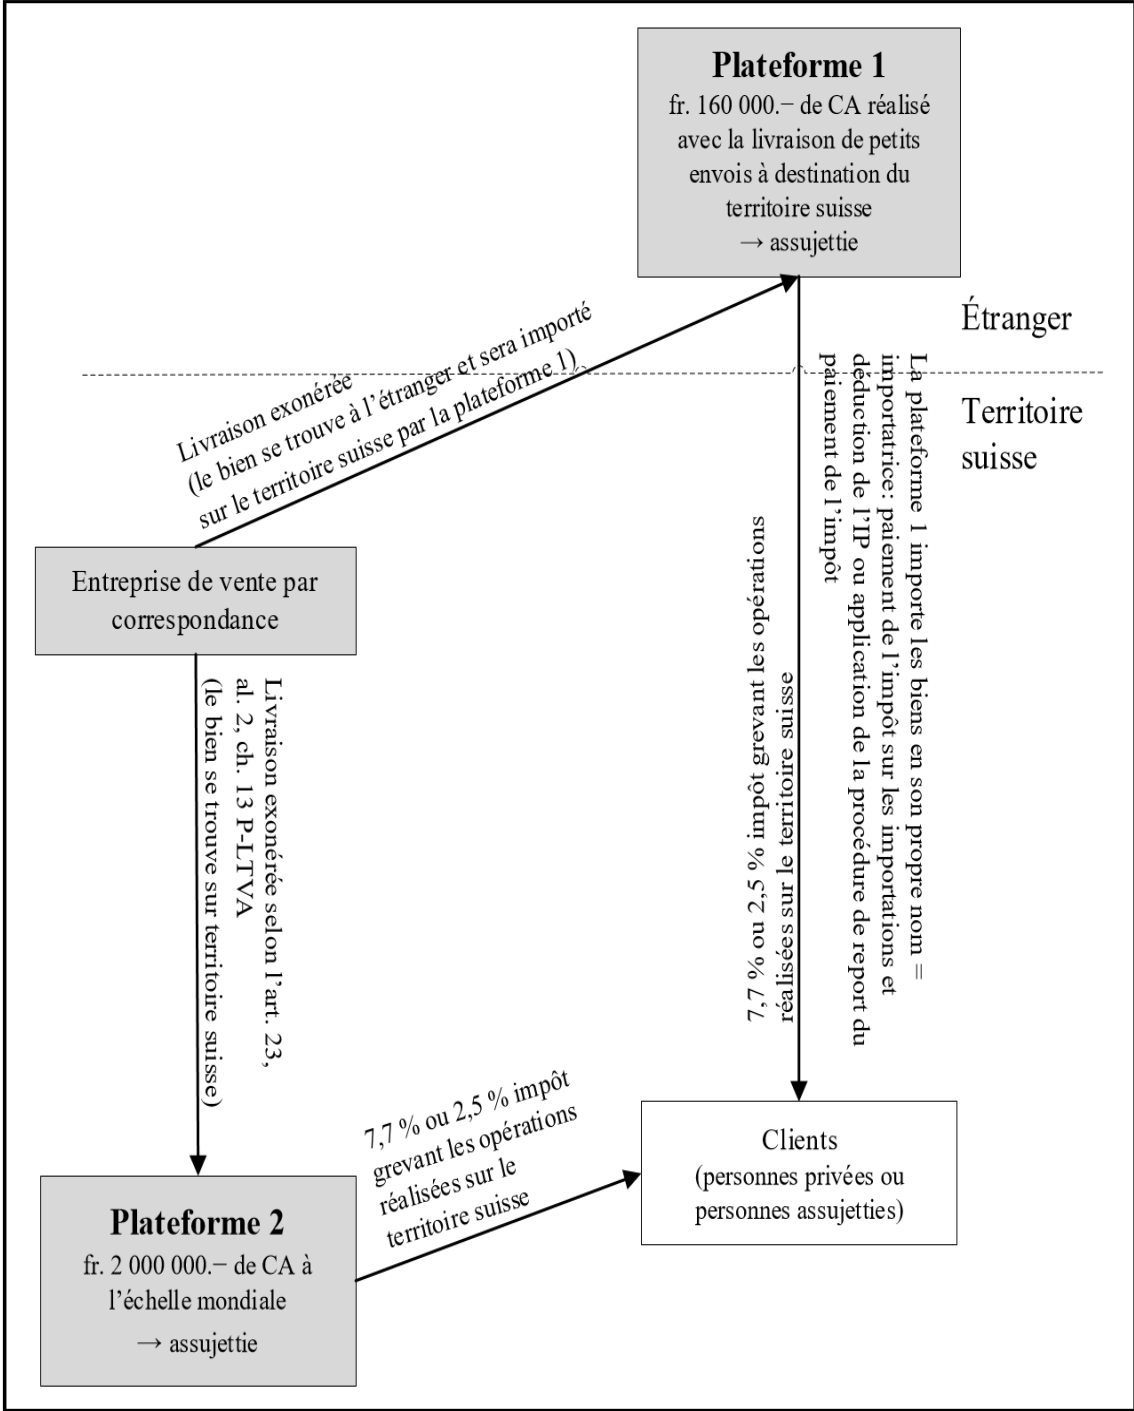 Plateforme 1
fr. 160 000.– de CA réalisé
avec la livraison de petits
envois à destination du
territoire suisse
→ assujettie
Étranger
Territoire
suisse
Livraison exonérée
(le bien se trouve à l’étranger et sera importé
sur le territoire suisse par la plateforme 1)
La plateforme 1 importe les biens en son propre nom =
importatrice: paiement de l’impôt sur les importations et
déduction de l’IP ou application de la procédure de report du
paiement de l’impôt
7,7 % ou 2,5 % impôt grevant les opérations
réalisées sur le territoire suisse
Entreprise de vente par
correspondance
Livraison exonérée selon l’art. 23,
al. 2, ch. 13 P-LTVA
(le bien se trouve sur territoire suisse)
7,7 % ou 2,5 % impôt
grevant les opérations
réalisées sur le
territoire suisse
Clients
(personnes privées ou
personnes assujetties)
Plateforme 2
fr. 2 000 000.– de CA à
l’échelle mondiale
→ assujettie